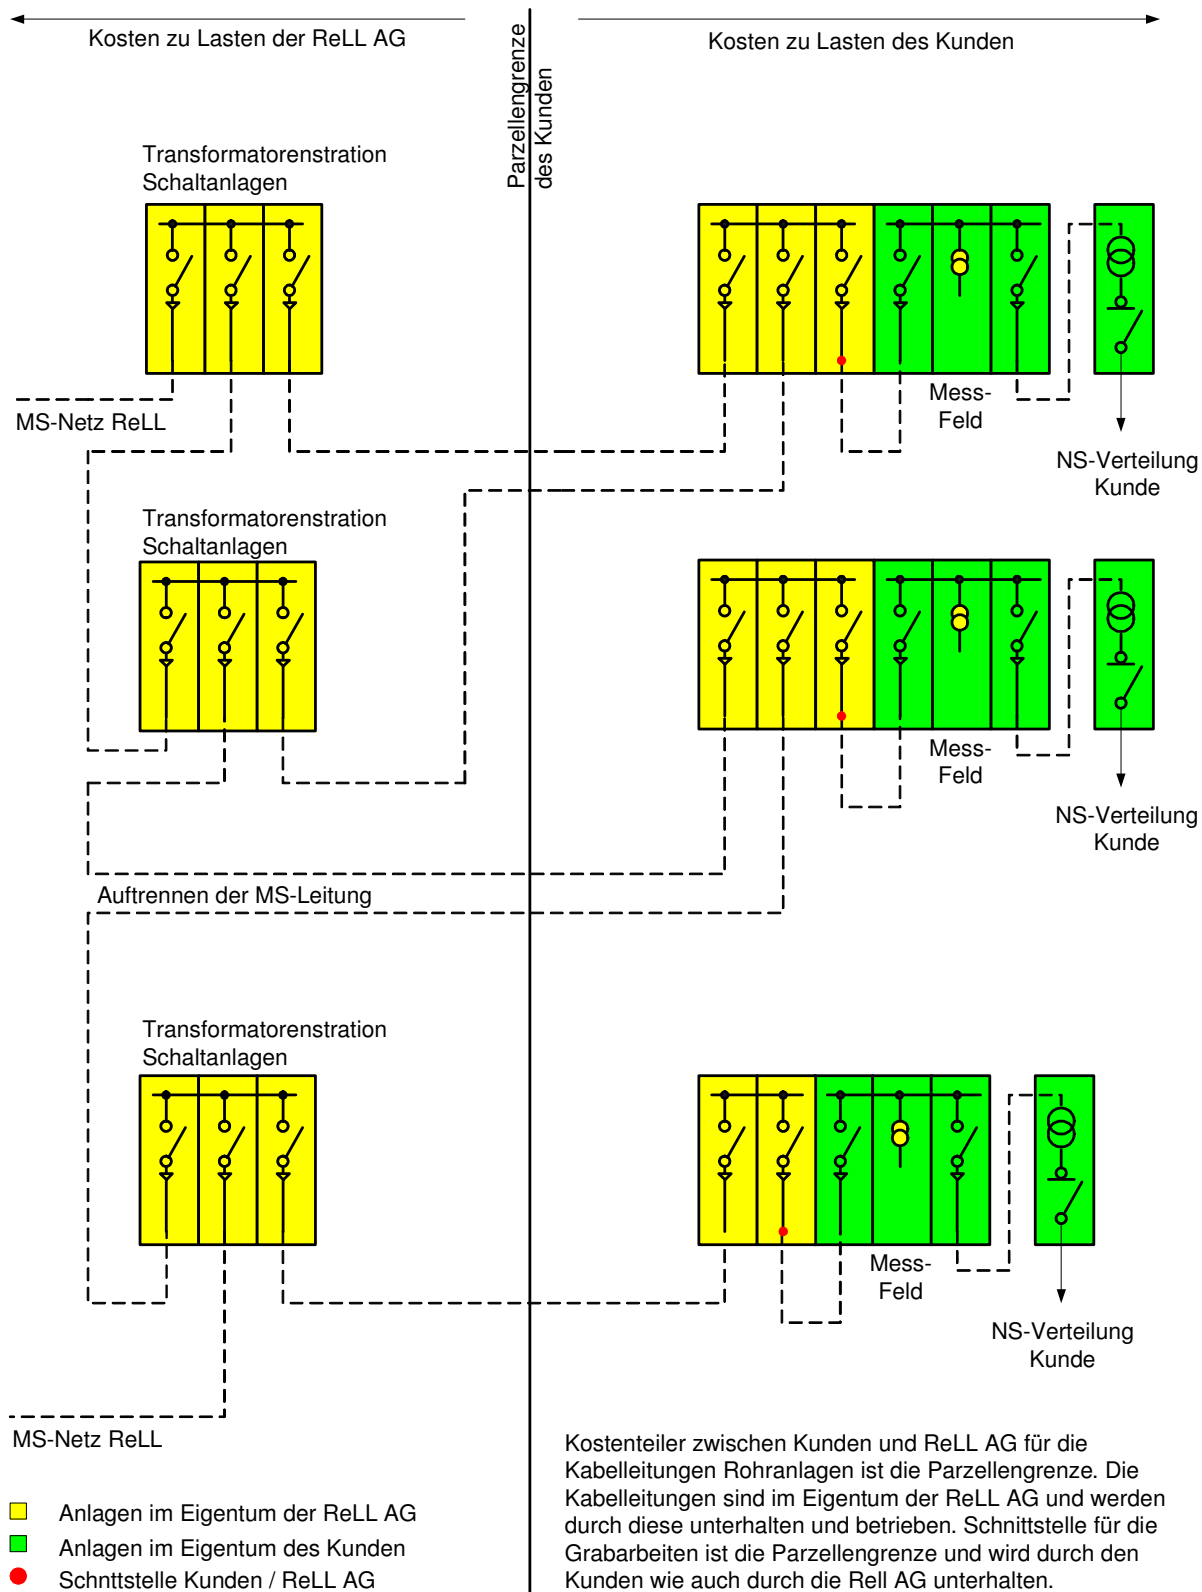 Kosten zu Lasten der ReLL AG
Kosten zu Lasten des Kunden
Parzellengrenze
des Kunden
Transformatorenstration
Schaltanlagen
MS-Netz ReLL
Mess-
Feld
NS-Verteilung
Kunde
Transformatorenstration
Schaltanlagen
Mess-
Feld
NS-Verteilung
Kunde
Auftrennen der MS-Leitung
Transformatorenstration
Schaltanlagen
Mess-
Feld
NS-Verteilung
Kunde
MS-Netz ReLL
Anlagen im Eigentum der ReLL AG
Anlagen im Eigentum des Kunden
Schnttstelle Kunden / ReLL AG
Kostenteiler zwischen Kunden und ReLL AG für die
Kabelleitungen Rohranlagen ist die Parzellengrenze. Die
Kabelleitungen sind im Eigentum der ReLL AG und werden
durch diese unterhalten und betrieben. Schnittstelle für die
Grabarbeiten ist die Parzellengrenze und wird durch den
Kunden wie auch durch die Rell AG unterhalten.